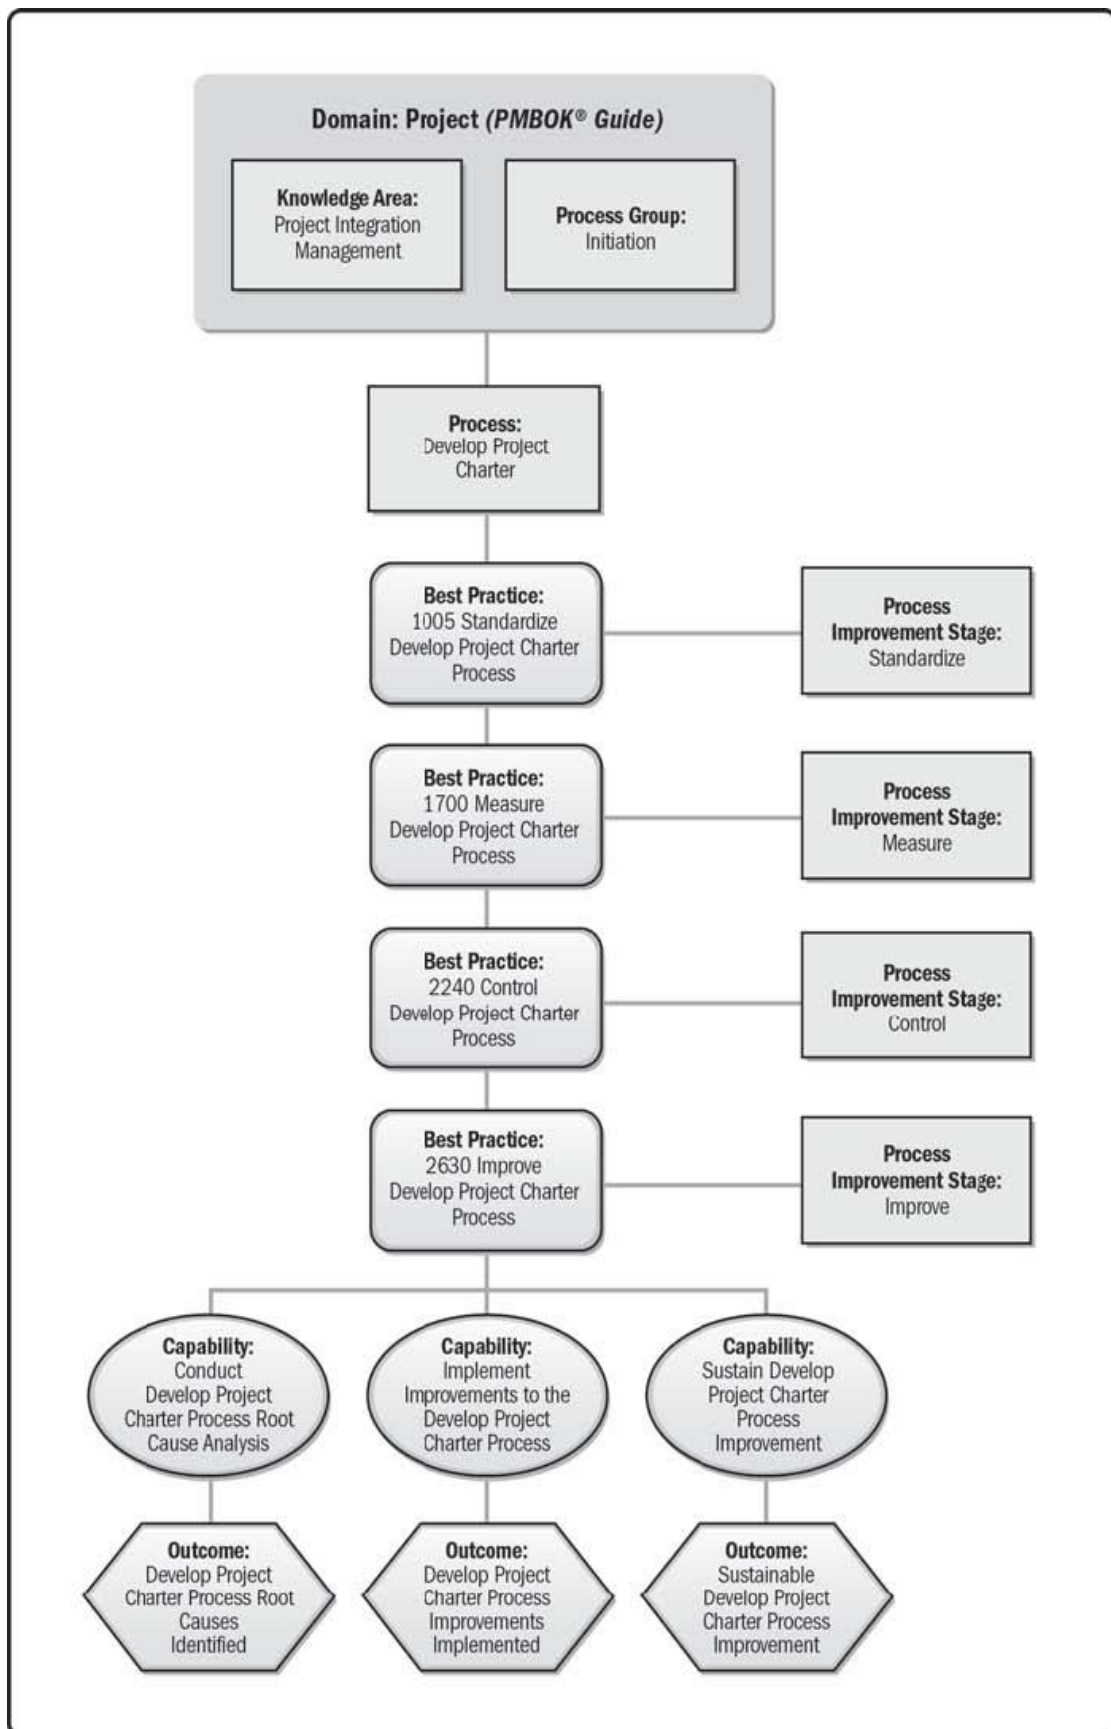 Domain: Project (PMBOK® Guide)
Knowledge Area:
Project Integration
Management
Process Group:
Initiation
Process:
Develop Project
Charter
Best Practice:
1005 Standardize
Develop Project Charter
Process
Process
Improvement Stage:
Standardize
Best Practice:
1700 Measure
Develop Project Charter
Process
Process
Improvement Stage:
Measure
Best Practice:
2240 Control
Develop Project Charter
Process
Process
Improvement Stage:
Control
Best Practice:
2630 Improve
Develop Project Charter
Process
Process
Improvement Stage:
Improve
Capability:
Conduct
Develop Project
Charter Process Root
Cause Analysis
Capability:
Implement
Improvements to the
Develop Project
Charter Process
Capability:
Sustain Develop
Project Charter
Process
Improvement
Outcome:
Develop Project
Charter Process Root
Causes
Identified
Outcome:
Develop Project
Charter Process
Improvements
Implemented
Outcome:
Sustainable
Develop Project
Charter Process
Improvement